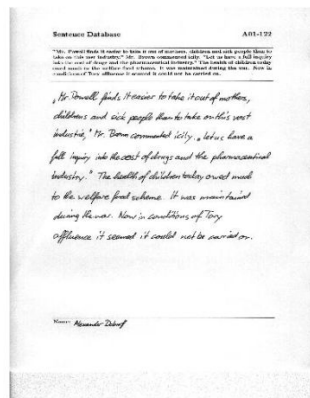 Sentence Database A01-122
"Mr. Powell finds it easier to take it out of mothers, children and sick people than to
take on this vast industry," Mr. Brown commented icily. "Let us have a full inquiry
into the cost of drugs and the pharmaceutical industry." The health of children today
owed much to the welfare food scheme. It was maintained during the war. Now in
conditions of Tory affluence it seemed it could not be carried on.
„Mr. Powell finds it easier to take it out of mothers,
childrens and sick people than to take on this vast
industrie," Mr. Brown commented icily. „Let us have a
full inquiry into the cost of drugs and the pharmaceutical
industry." The health of children today owed much
to the welfare food scheme. It was maintained
during the war. Now in conditions of Tory
affluence it seemed it could not be carried on.
Name: Alexander